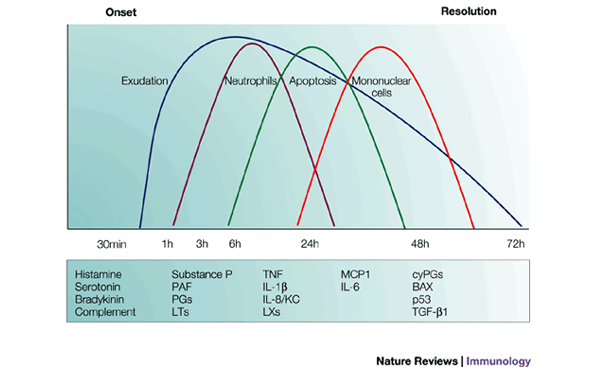 Onset Resolution
Exudation Neutrophils Apoptosis Mononuclear
cells
30min 1h 3h 6h 24h 48h 72h
Histamine Substance P TNF MCP1 cyPGs
Serotonin PAF IL-1β IL-6 BAX
Bradykinin PGs IL-8/KC p53
Complement LTs LXs TGF-β1
Nature Reviews | Immunology